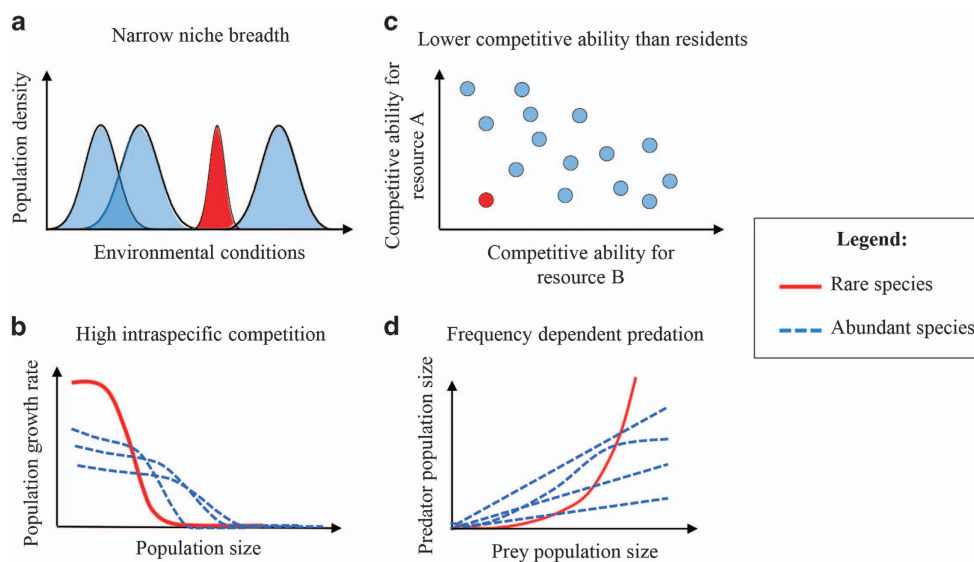 a
Narrow niche breadth
Population density
Environmental conditions
b
High intraspecific competition
Population growth rate
Population size
c
Lower competitive ability than residents
Competitive ability for
resource A
Competitive ability for
resource B
d
Frequency dependent predation
Predator population size
Prey population size
Legend:
Rare species
Abundant species